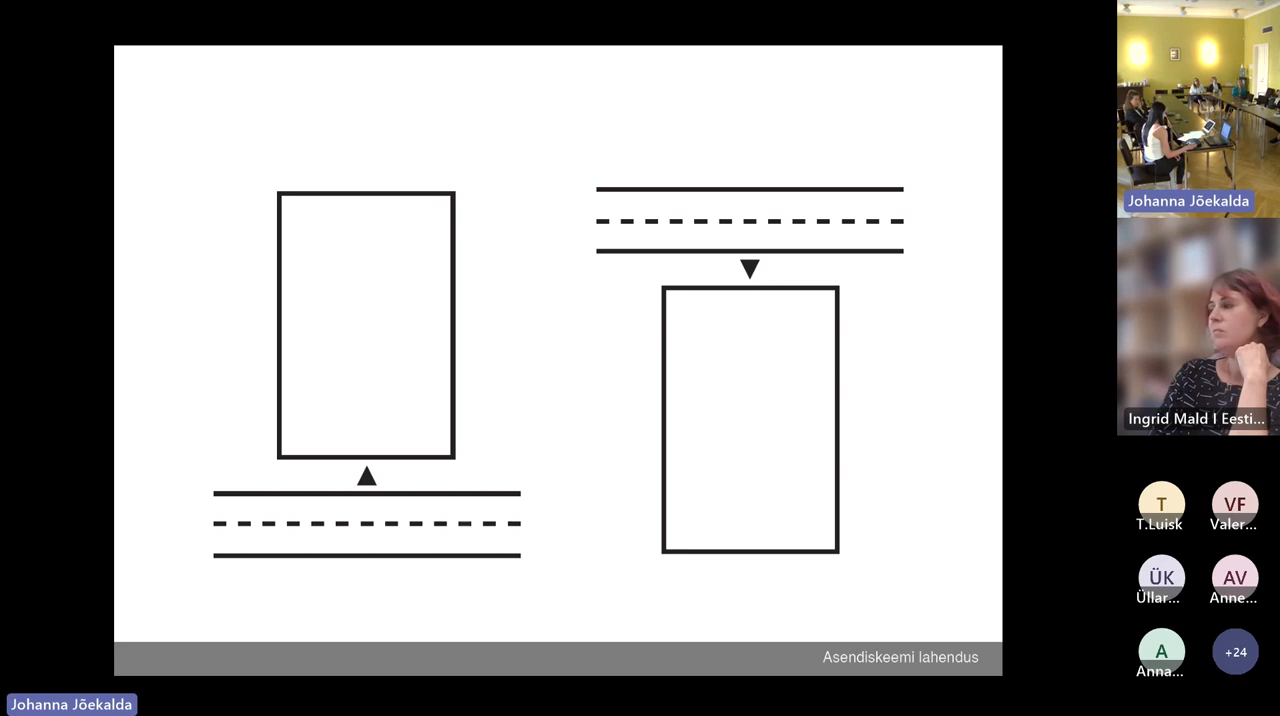 Asendiskeemi lahendus
Johanna Jõekalda
Johanna Jõekalda
Ingrid Mald I Eesti...
T
VF
T.Luisk
Valer...
ÜK
AV
Üllar...
Anne...
A
+24
Anna...